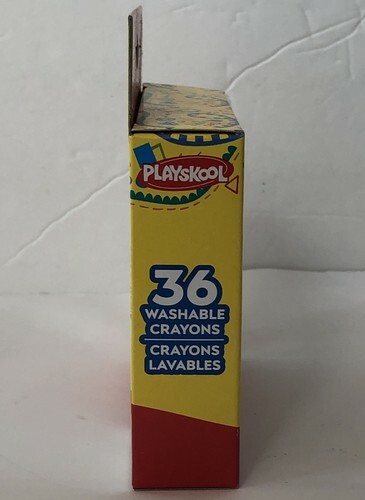 PLAYSKOOL
36
WASHABLE
CRAYONS
CRAYONS
LAVABLES